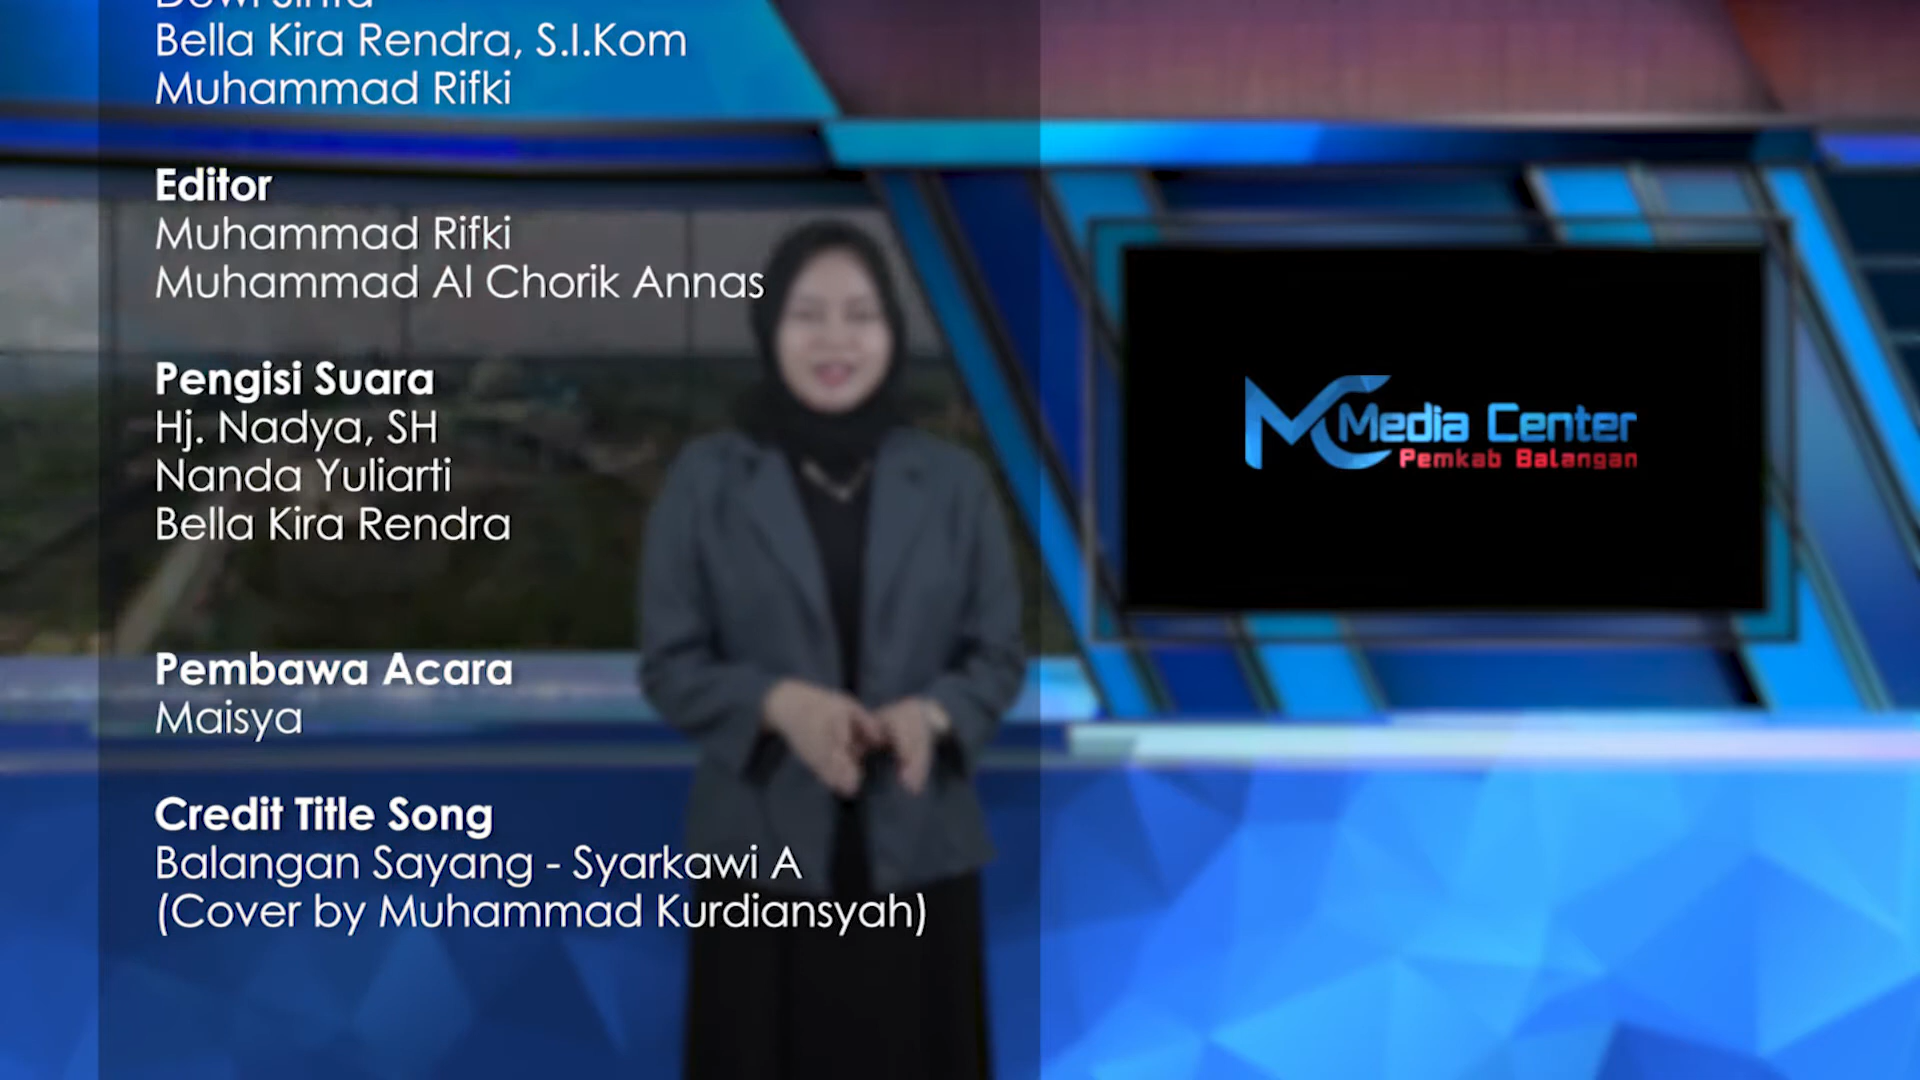 Bella Kira Rendra, S.I.Kom
Muhammad Rifki
Editor
Muhammad Rifki
Muhammad Al Chorik Annas
Pengisi Suara
Hj. Nadya, SH
Nanda Yuliarti
Bella Kira Rendra
Pembawa Acara
Maisya
Credit Title Song
Balangan Sayang - Syarkawi A
(Cover by Muhammad Kurdiansyah)
MC Media Center
Pemkab Balangan